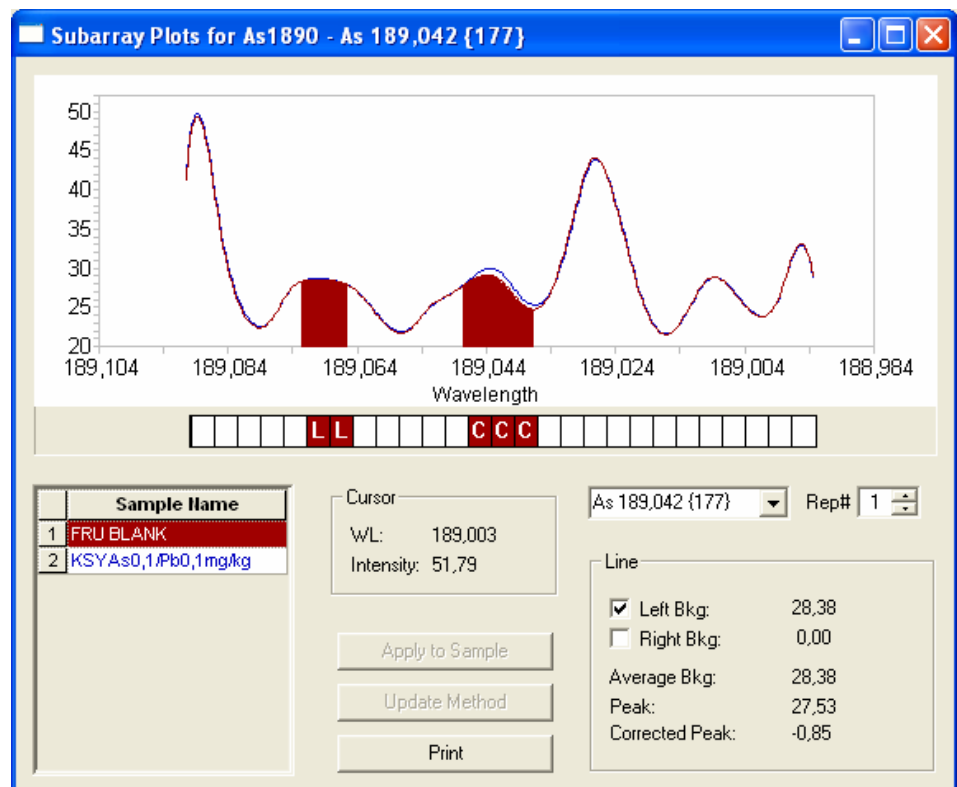 Subarray Plots for As1890 - As 189,042 {177}
50
45
40
35
30
25
20
189,104 189,084 189,064 189,044 189,024 189,004 188,984
Wavelength
L L C C C
Sample Name
1 FRU BLANK
2 KSYAs0,1/Pb0,1mg/kg
Cursor
WL: 189,003
Intensity: 51,79
Apply to Sample
Update Method
Print
As 189,042 {177} Rep# 1
Line
Left Bkg: 28,38
Right Bkg: 0,00
Average Bkg: 28,38
Peak: 27,53
Corrected Peak: -0,85